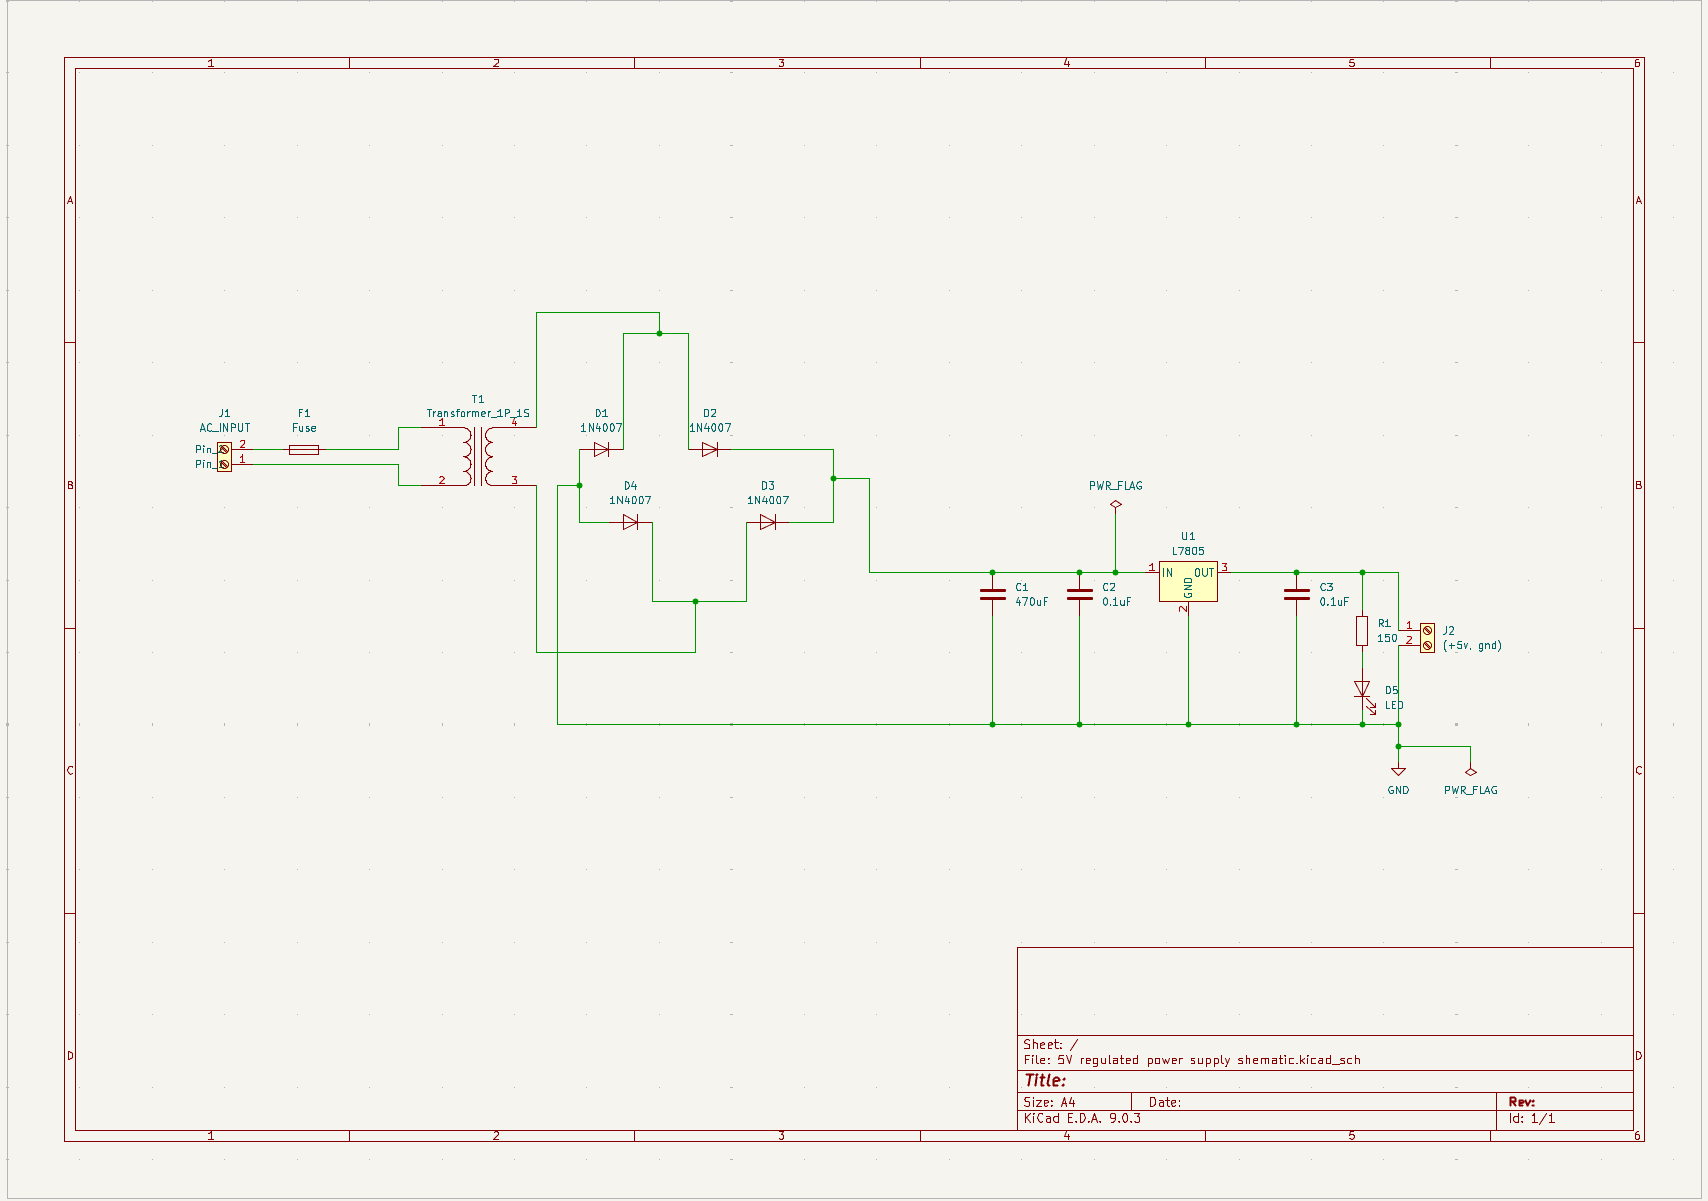 1 2 3 4 5 6
A A
J1
AC_INPUT
Pin_
Pin_
2
1
F1
Fuse
T1
Transformer_1P_1S
1
4
2
3
D1
1N4007
D2
1N4007
D4
1N4007
D3
1N4007
B B
PWR_FLAG
U1
L7805
1
IN OUT
3
GND
2
C1
470uF
C2
0.1uF
C3
0.1uF
R1
150
1
2
J2
(+5v, gnd)
D5
LED
C C
GND
PWR_FLAG
Sheet: /
File: 5V regulated power supply shematic.kicad_sch
Title:
Size: A4 Date: Rev:
KiCad E.D.A. 9.0.3 Id: 1/1
D D
1 2 3 4 5 6